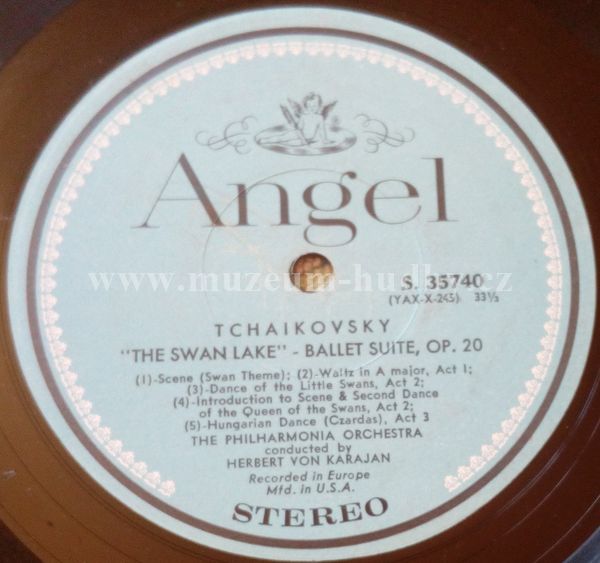 Angel
www.muzeum-hudby.cz
S. 35740
(YAX-X-245) 33⅓
TCHAIKOVSKY
"THE SWAN LAKE" - BALLET SUITE, OP. 20
(1)-Scene (Swan Theme); (2)-Waltz in A major, Act 1;
(3)-Dance of the Little Swans, Act 2;
(4)-Introduction to Scene & Second Dance
of the Queen of the Swans, Act 2;
(5)-Hungarian Dance (Czardas), Act 3
THE PHILHARMONIA ORCHESTRA
conducted by
HERBERT VON KARAJAN
Recorded in Europe
Mfd. in U.S.A.
STEREO